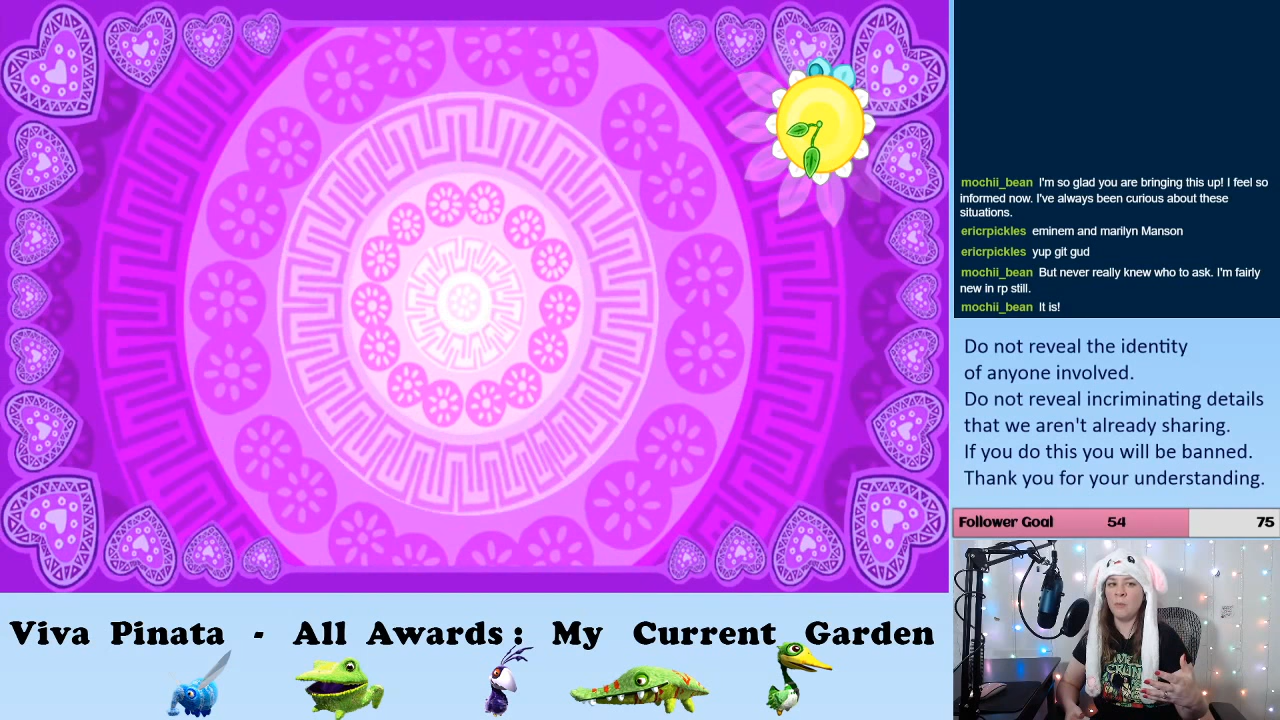 mochii_bean I'm so glad you are bringing this up! I feel so
informed now. I've always been curious about these
situations.
ericrpickles eminem and marilyn Manson
ericrpickles yup git gud
mochii_bean But never really knew who to ask. I'm fairly
new in rp still.
mochii_bean It is!
Do not reveal the identity
of anyone involved.
Do not reveal incriminating details
that we aren't already sharing.
If you do this you will be banned.
Thank you for your understanding.
Follower Goal 54 75
Viva Pinata - All Awards: My Current Garden